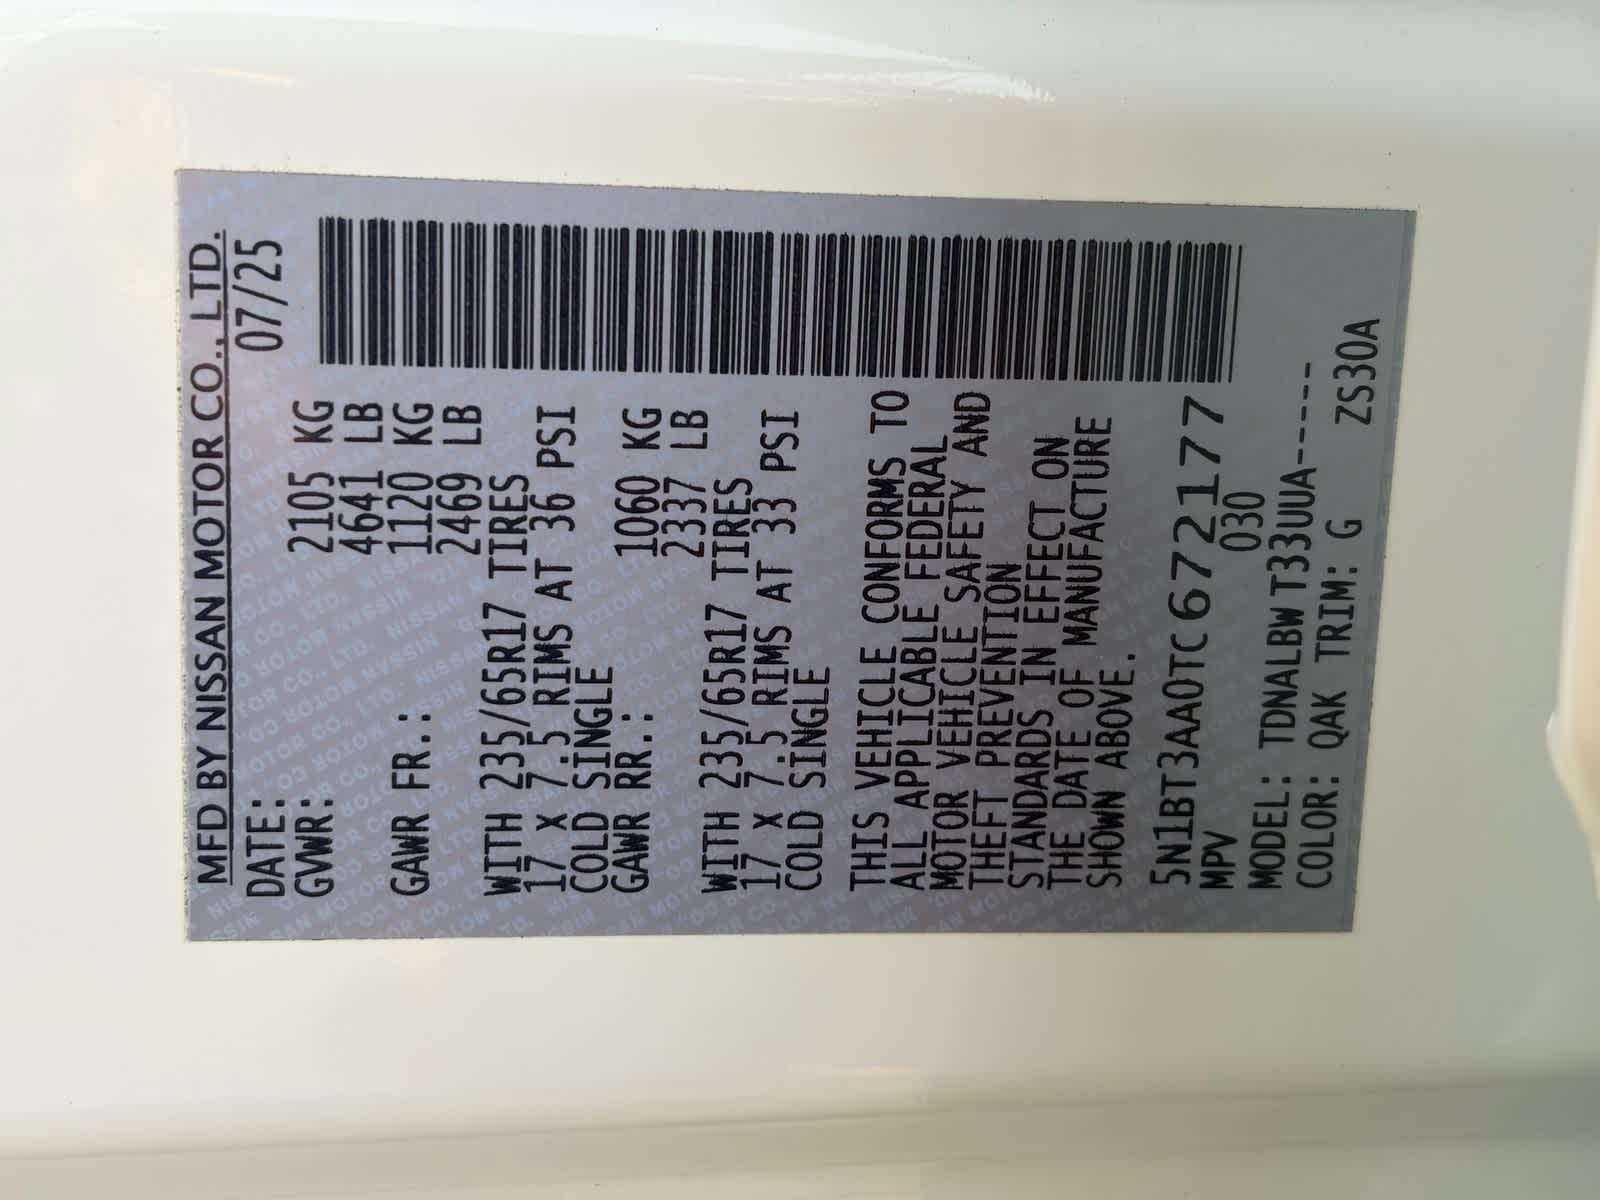 MFD BY NISSAN MOTOR CO., LTD.
DATE: 07/25
GVWR: 2105 KG
4641 LB
GAWR FR.: 1120 KG
2469 LB
WITH 235/65R17 TIRES
17 X 7.5 RIMS AT 36 PSI
COLD SINGLE
GAWR RR.: 1060 KG
2337 LB
WITH 235/65R17 TIRES
17 X 7.5 RIMS AT 33 PSI
COLD SINGLE
THIS VEHICLE CONFORMS TO
ALL APPLICABLE FEDERAL
MOTOR VEHICLE SAFETY AND
THEFT PREVENTION
STANDARDS IN EFFECT ON
THE DATE OF MANUFACTURE
SHOWN ABOVE.
5N1BT3AA0TC672177
MPV 030
MODEL: TDNALBWT33UUA-----
COLOR: QAK TRIM: G ZS30A